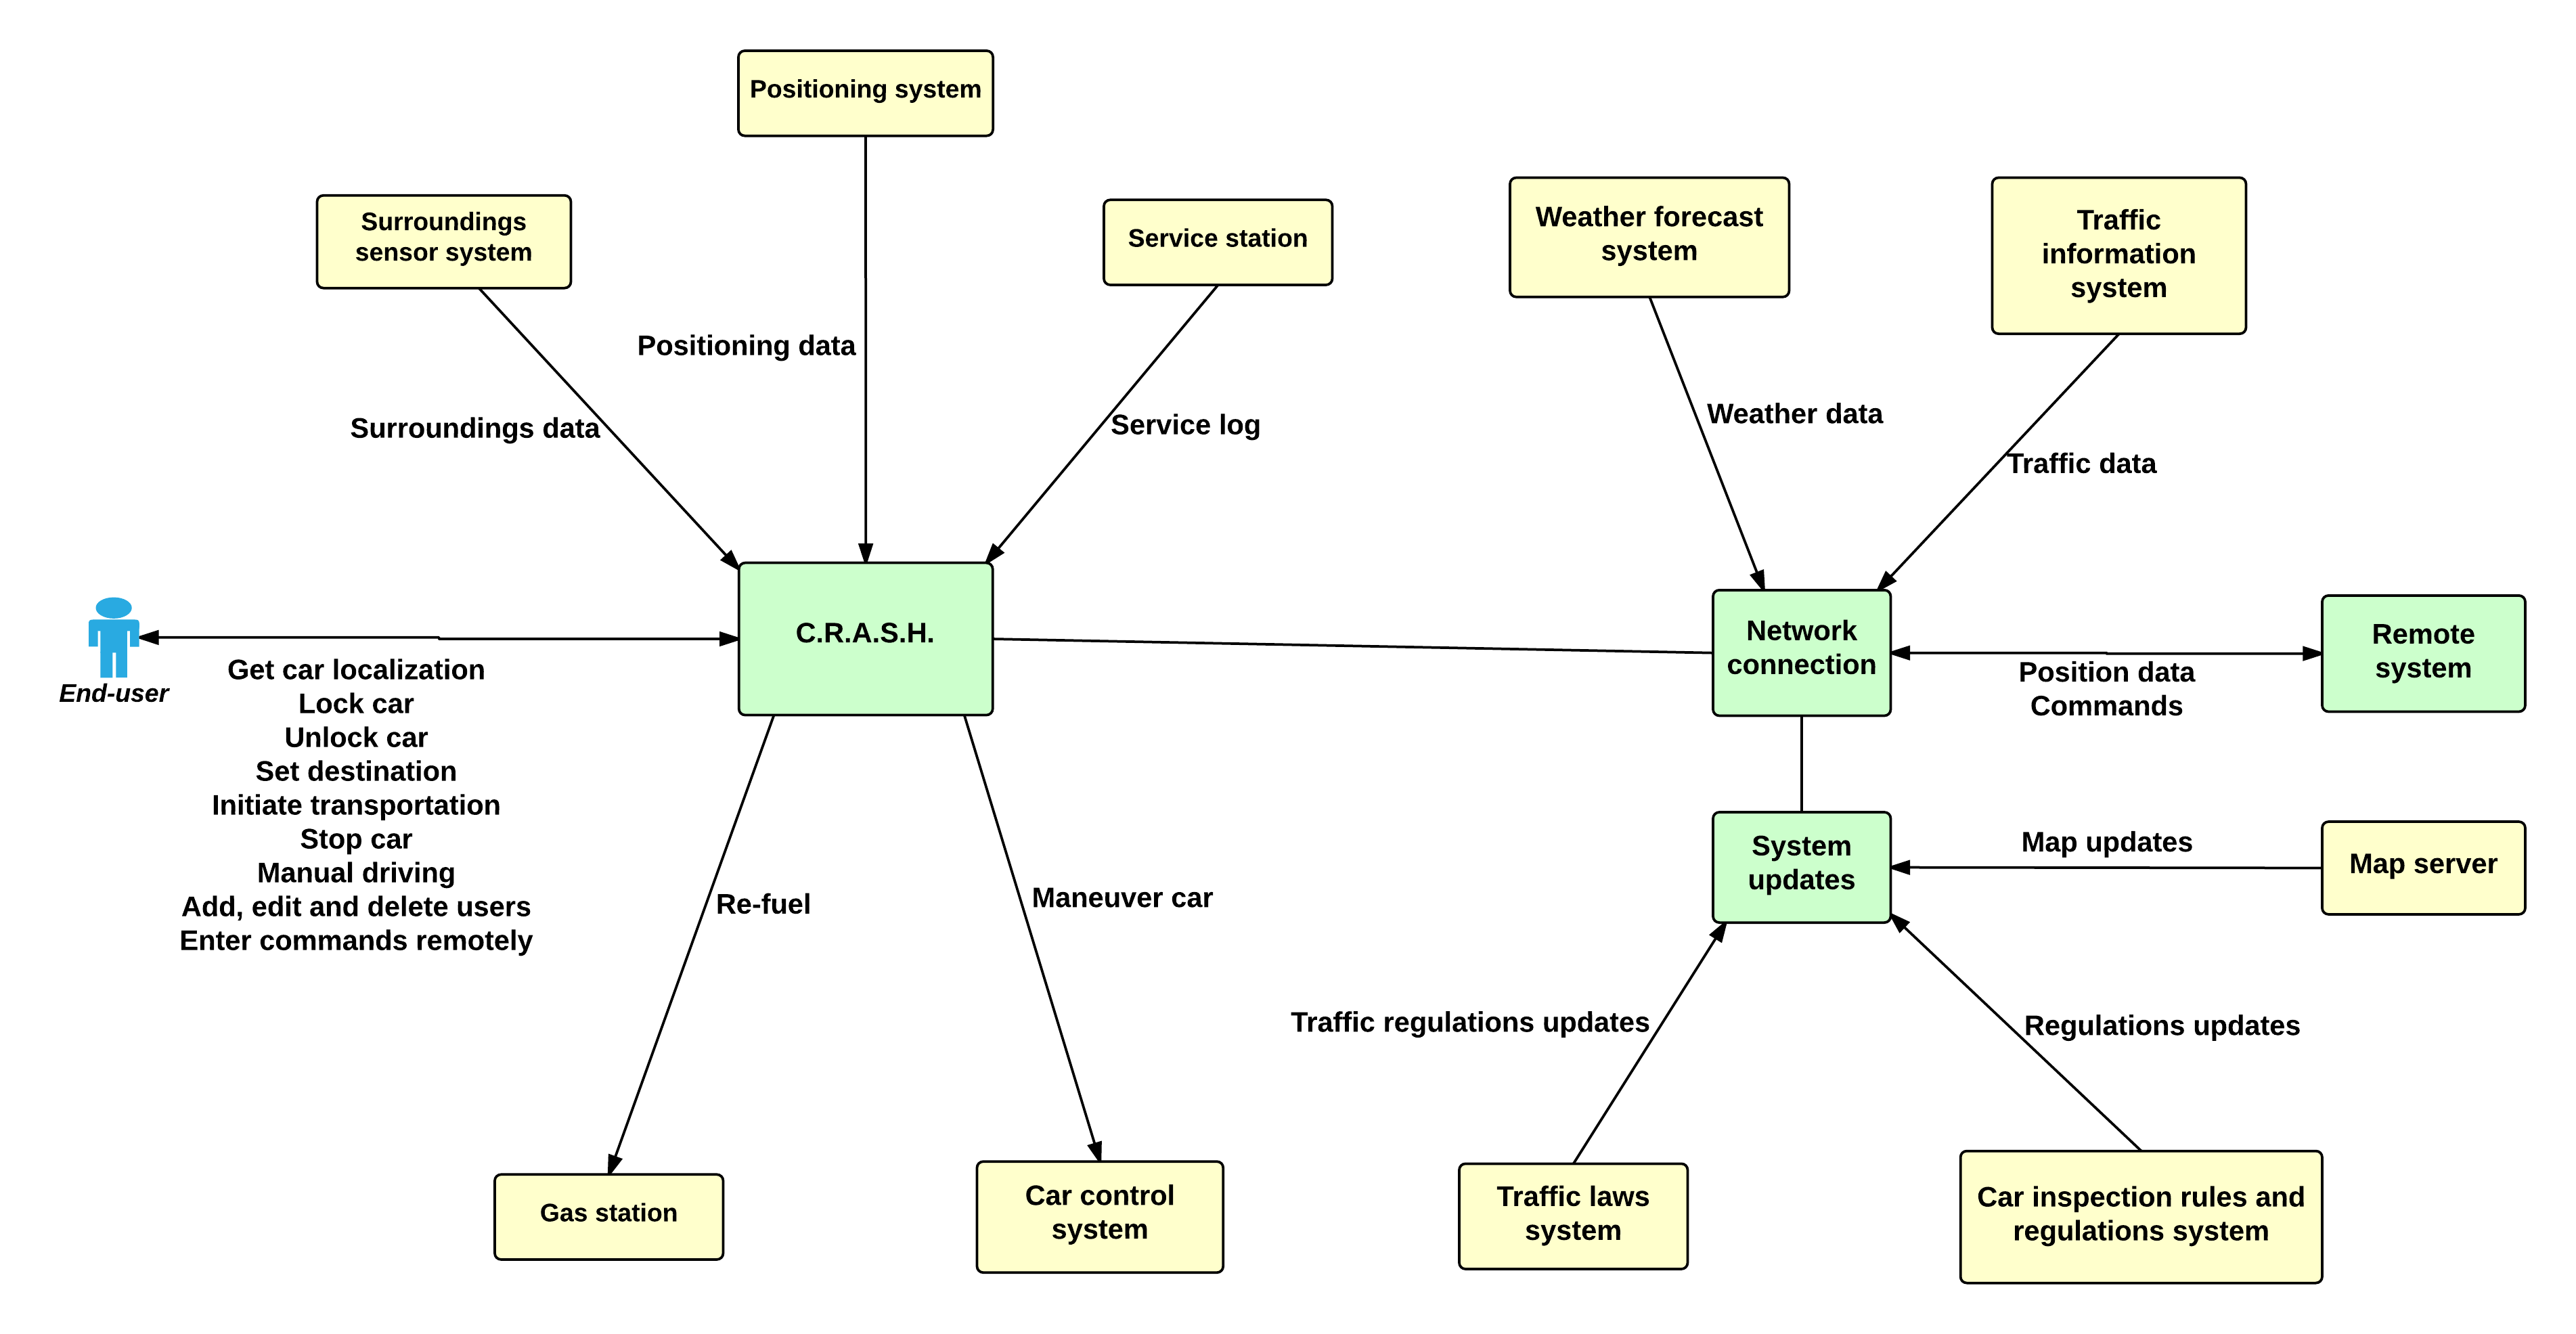 Positioning system
Surroundings
sensor system
Service station
Weather forecast
system
Traffic
information
system
Positioning data
Surroundings data
Service log
Weather data
Traffic data
C.R.A.S.H.
Network
connection
Remote
system
Position data
Commands
End-user
Get car localization
Lock car
Unlock car
Set destination
Initiate transportation
Stop car
Manual driving
Add, edit and delete users
Enter commands remotely
System
updates
Map updates
Map server
Re-fuel
Maneuver car
Traffic regulations updates
Regulations updates
Gas station
Car control
system
Traffic laws
system
Car inspection rules and
regulations system